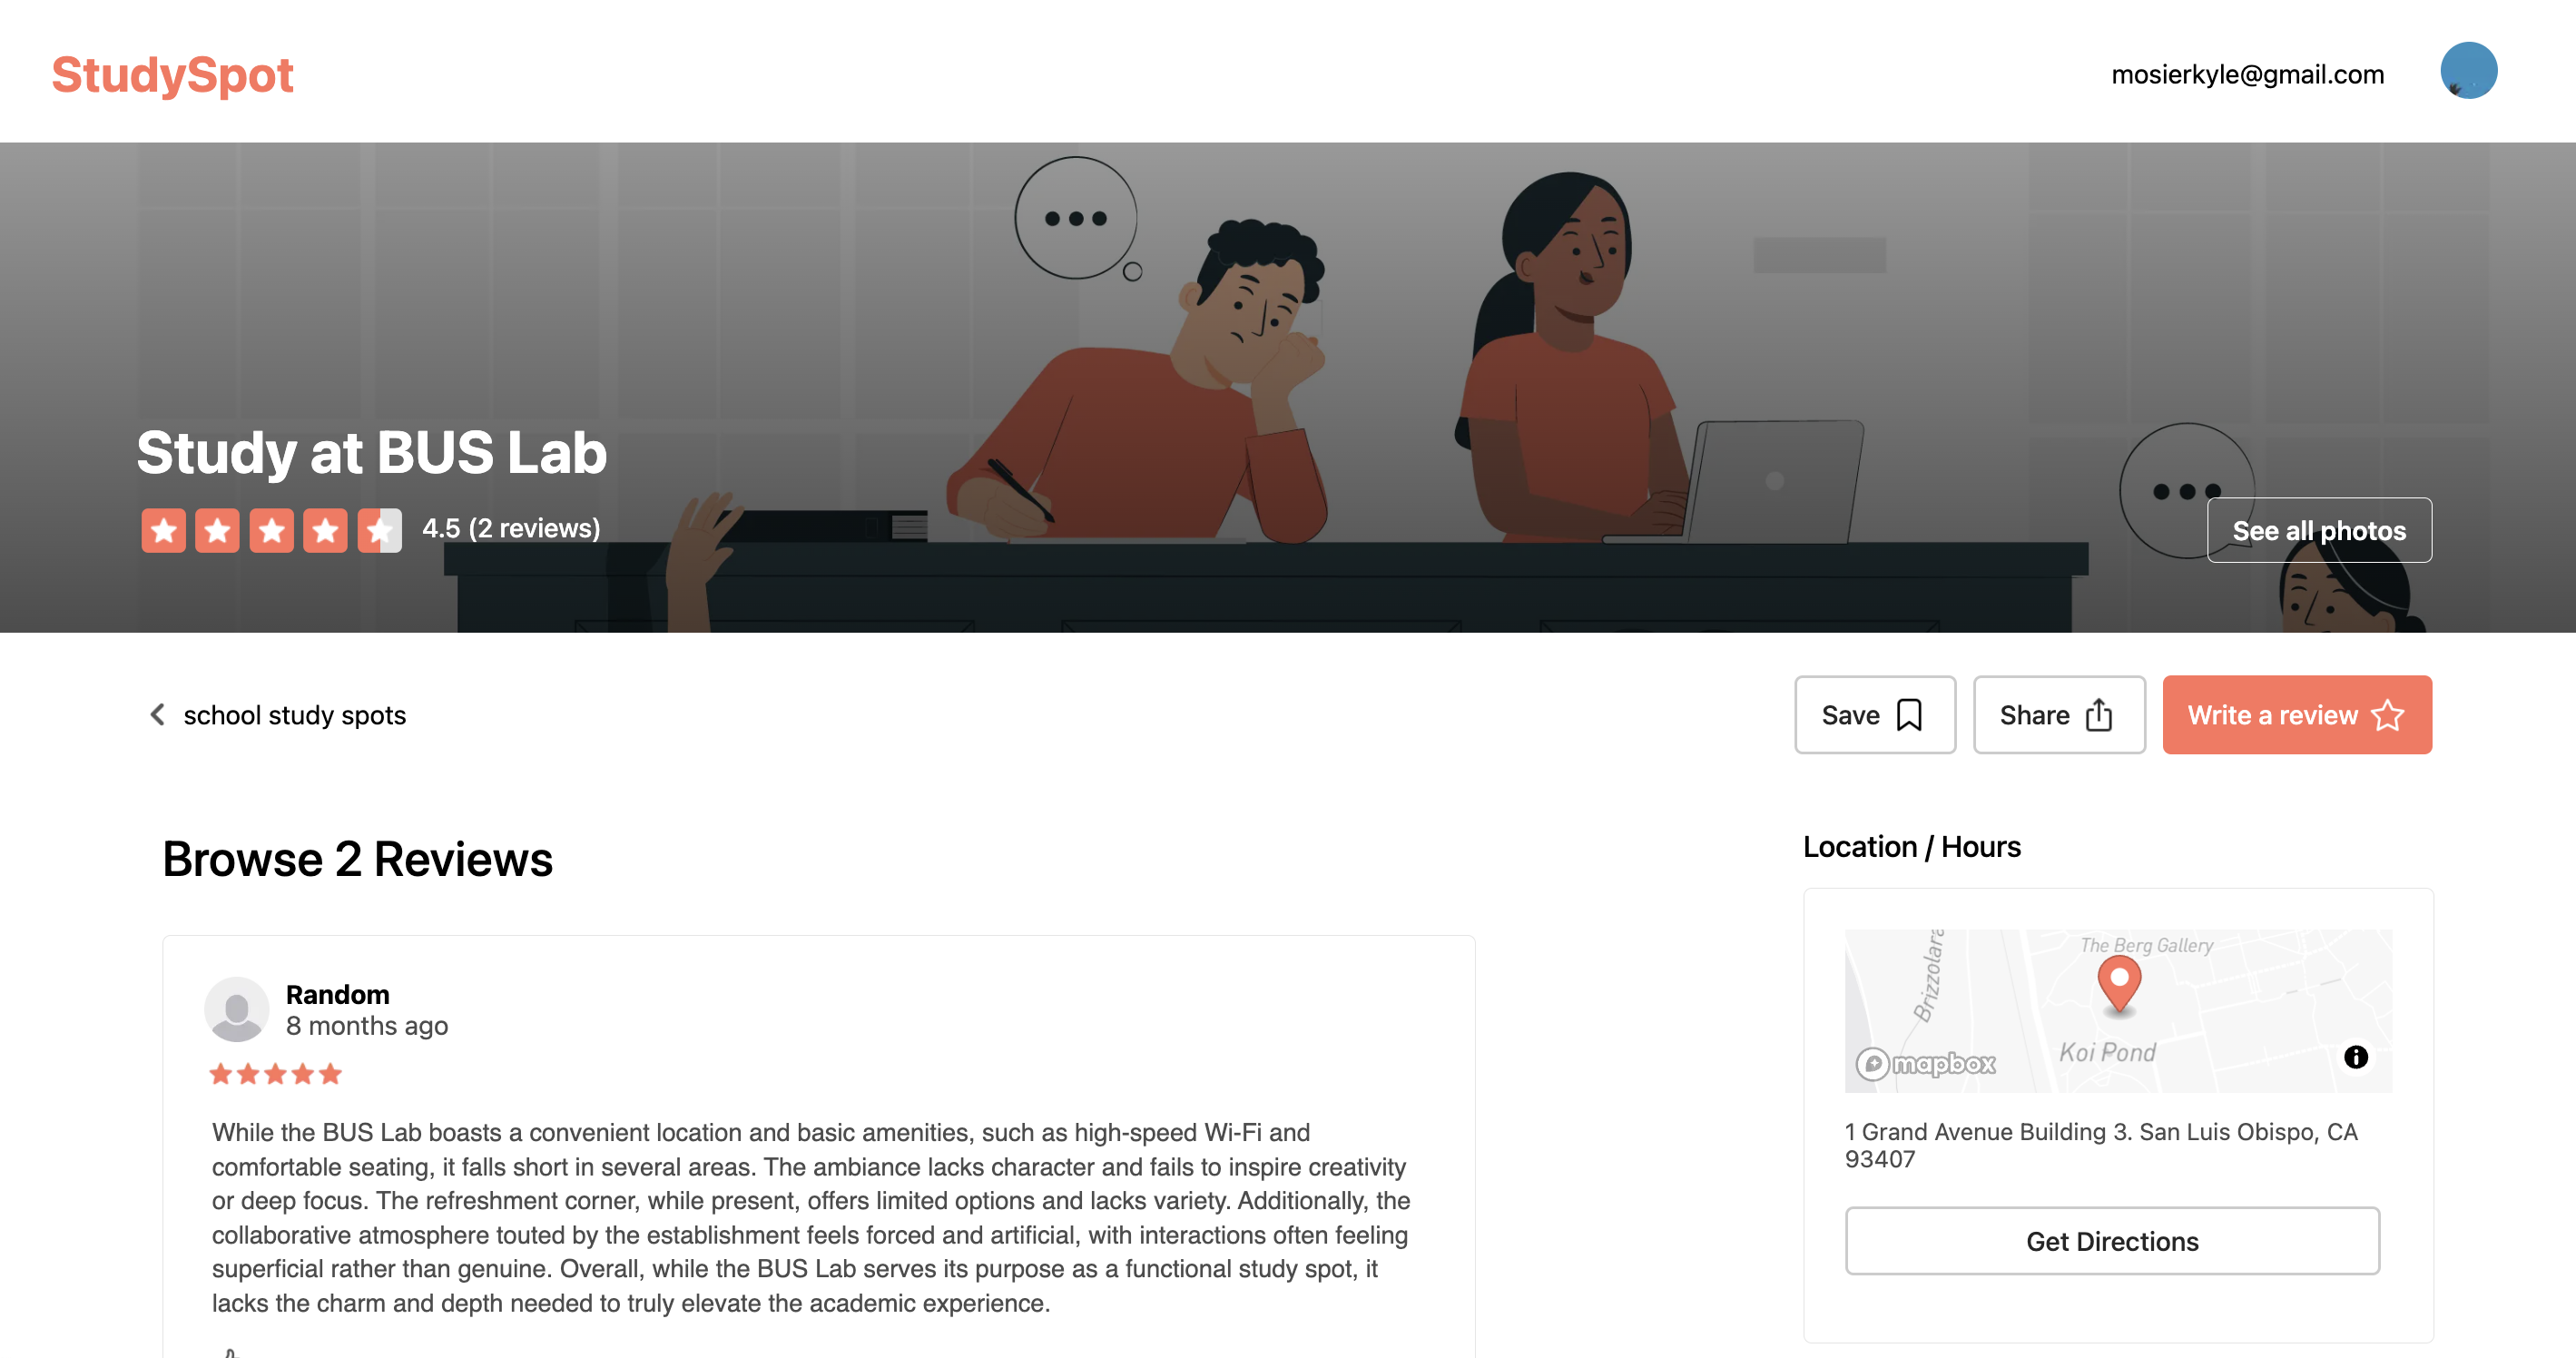 StudySpot
mosierkyle@gmail.com
Study at BUS Lab
4.5 (2 reviews)
See all photos
school study spots
Save
Share
Write a review
Browse 2 Reviews
Random
8 months ago
While the BUS Lab boasts a convenient location and basic amenities, such as high-speed Wi-Fi and
comfortable seating, it falls short in several areas. The ambiance lacks character and fails to inspire creativity
or deep focus. The refreshment corner, while present, offers limited options and lacks variety. Additionally, the
collaborative atmosphere touted by the establishment feels forced and artificial, with interactions often feeling
superficial rather than genuine. Overall, while the BUS Lab serves its purpose as a functional study spot, it
lacks the charm and depth needed to truly elevate the academic experience.
Location / Hours
The Berg Gallery
Brizzolara
Koi Pond
mapbox
1 Grand Avenue Building 3. San Luis Obispo, CA
93407
Get Directions